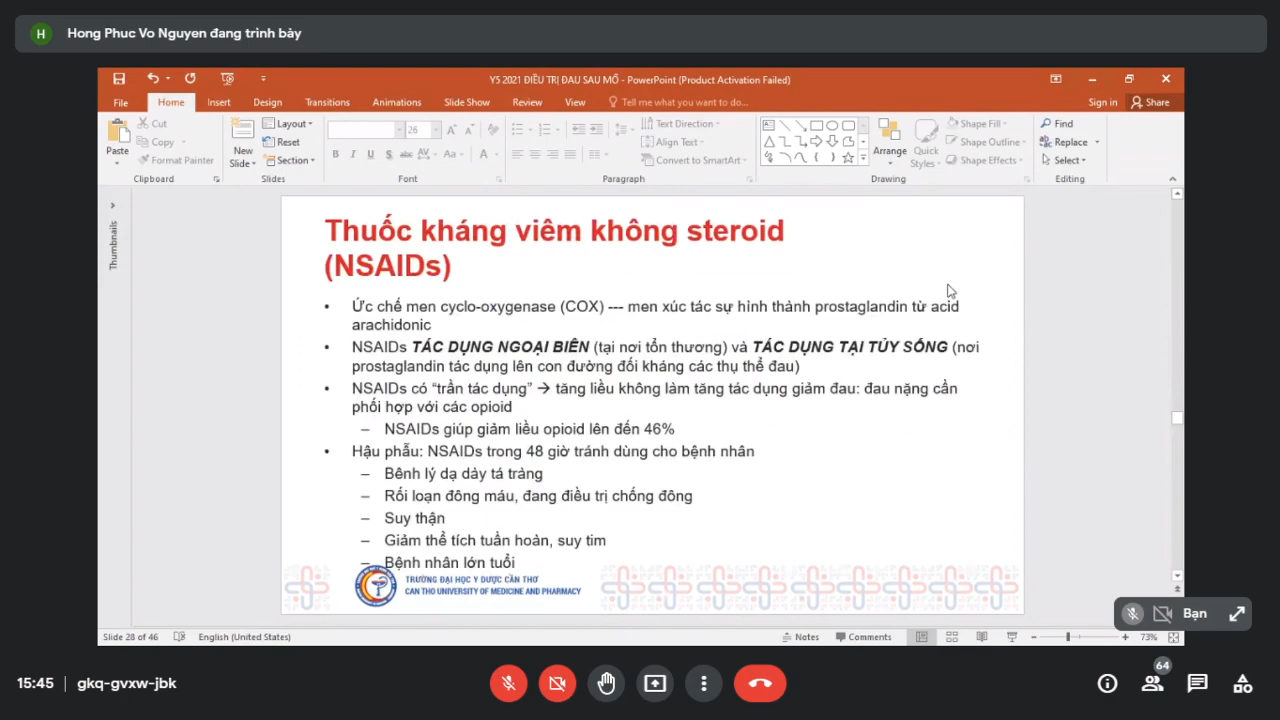 H Hong Phuc Vo Nguyen đang trình bày
Y5 2021 ĐIỀU TRỊ ĐAU SAU MỔ - PowerPoint (Product Activation Failed)
File Home Insert Design Transitions Animations Slide Show Review View Tell me what you want to do... Sign in Share
Paste
Cut
Copy
Format Painter
Clipboard
New
Slide
Layout
Reset
Section
Slides
26
B I U S abc AV Aa A
Font
Text Direction
Align Text
Convert to SmartArt
Paragraph
Arrange
Quick
Styles
Shape Fill
Shape Outline
Shape Effects
Drawing
Find
Replace
Select
Editing
Thumbnails
Thuốc kháng viêm không steroid
(NSAIDs)
• Ức chế men cyclo-oxygenase (COX) --- men xúc tác sự hình thành prostaglandin từ acid
arachidonic
• NSAIDs TÁC DỤNG NGOẠI BIÊN (tại nơi tổn thương) và TÁC DỤNG TẠI TỦY SỐNG (nơi
prostaglandin tác dụng lên con đường đối kháng các thụ thể đau)
• NSAIDs có “trần tác dụng” → tăng liều không làm tăng tác dụng giảm đau: đau nặng cần
phối hợp với các opioid
– NSAIDs giúp giảm liều opioid lên đến 46%
• Hậu phẫu: NSAIDs trong 48 giờ tránh dùng cho bệnh nhân
– Bênh lý dạ dày tá tràng
– Rối loạn đông máu, đang điều trị chống đông
– Suy thận
– Giảm thể tích tuần hoàn, suy tim
– Bệnh nhân lớn tuổi
TRƯỜNG ĐẠI HỌC Y DƯỢC CẦN THƠ
CAN THO UNIVERSITY OF MEDICINE AND PHARMACY
Bạn
Slide 28 of 46 English (United States) Notes Comments 73%
15:45 | gkq-gvxw-jbk
64